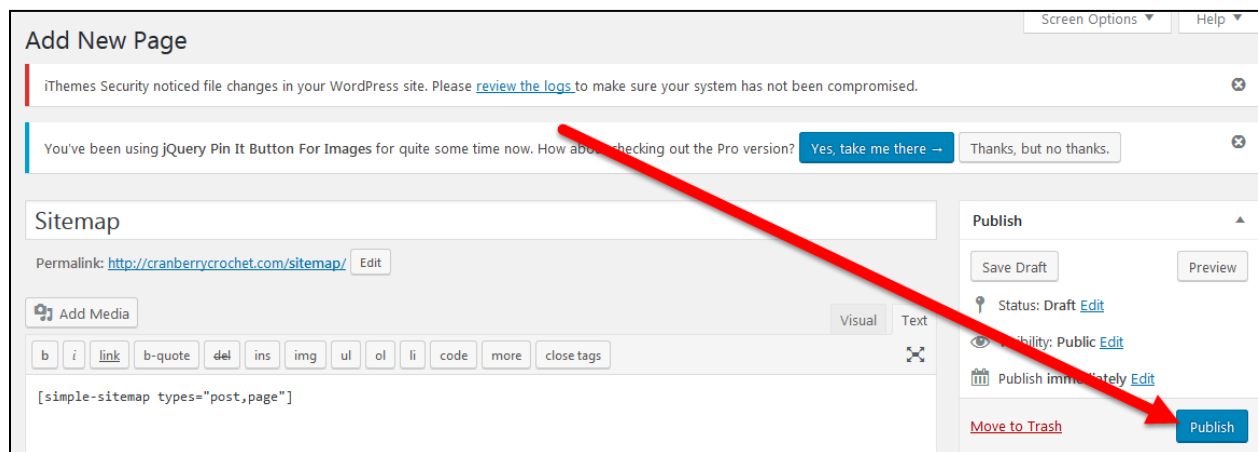 Screen Options ▼ Help ▼
Add New Page
iThemes Security noticed file changes in your WordPress site. Please review the logs to make sure your system has not been compromised.
You've been using jQuery Pin It Button For Images for quite some time now. How about checking out the Pro version? Yes, take me there → Thanks, but no thanks.
Sitemap
Permalink: http://cranberrycrochet.com/sitemap/ Edit
Add Media
Visual Text
b i link b-quote del ins img ul ol li code more close tags
[simple-sitemap types="post,page"]
Publish
Save Draft Preview
Status: Draft Edit
Visibility: Public Edit
Publish immediately Edit
Move to Trash Publish